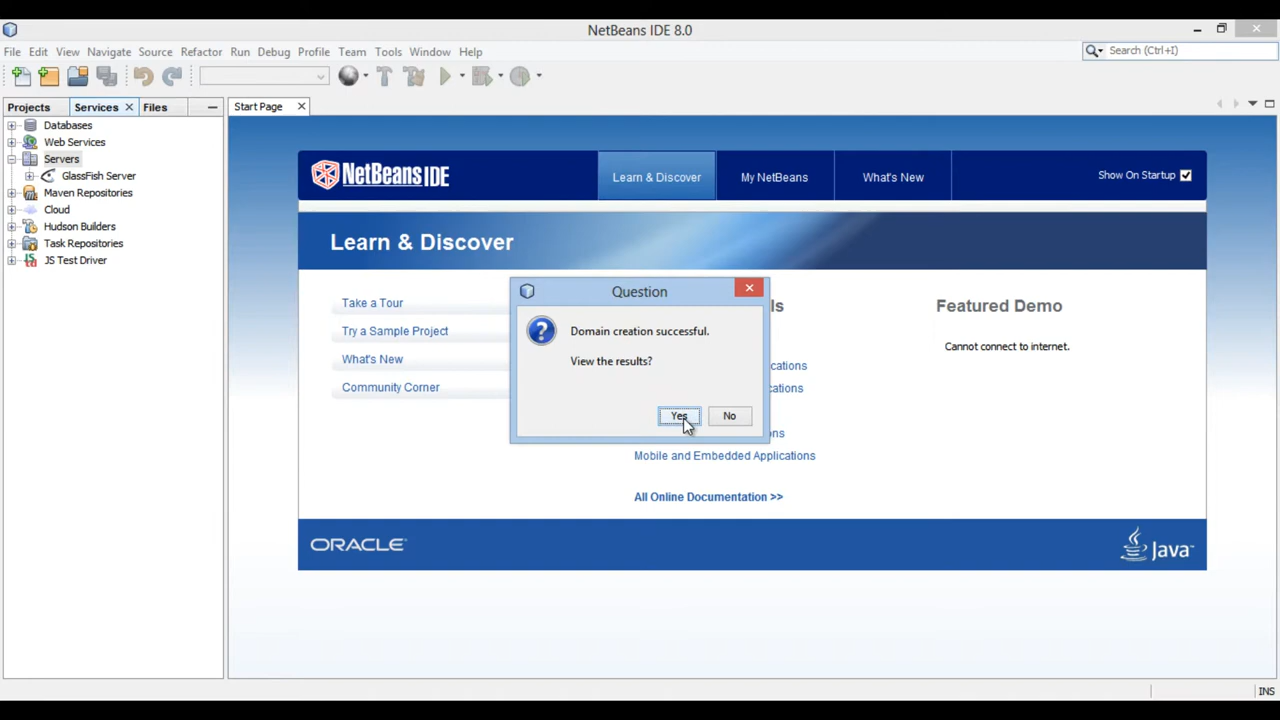 NetBeans IDE 8.0
File Edit View Navigate Source Refactor Run Debug Profile Team Tools Window Help
Search (Ctrl+I)
Projects Services Files
Start Page
Databases
Web Services
Servers
GlassFish Server
Maven Repositories
Cloud
Hudson Builders
Task Repositories
JS Test Driver
NetBeans IDE
Learn & Discover
My NetBeans
What's New
Show On Startup
Learn & Discover
Take a Tour
Try a Sample Project
What's New
Community Corner
Question
Domain creation successful.
View the results?
Yes
No
Mobile and Embedded Applications
All Online Documentation >>
Featured Demo
Cannot connect to internet.
ORACLE
Java
INS